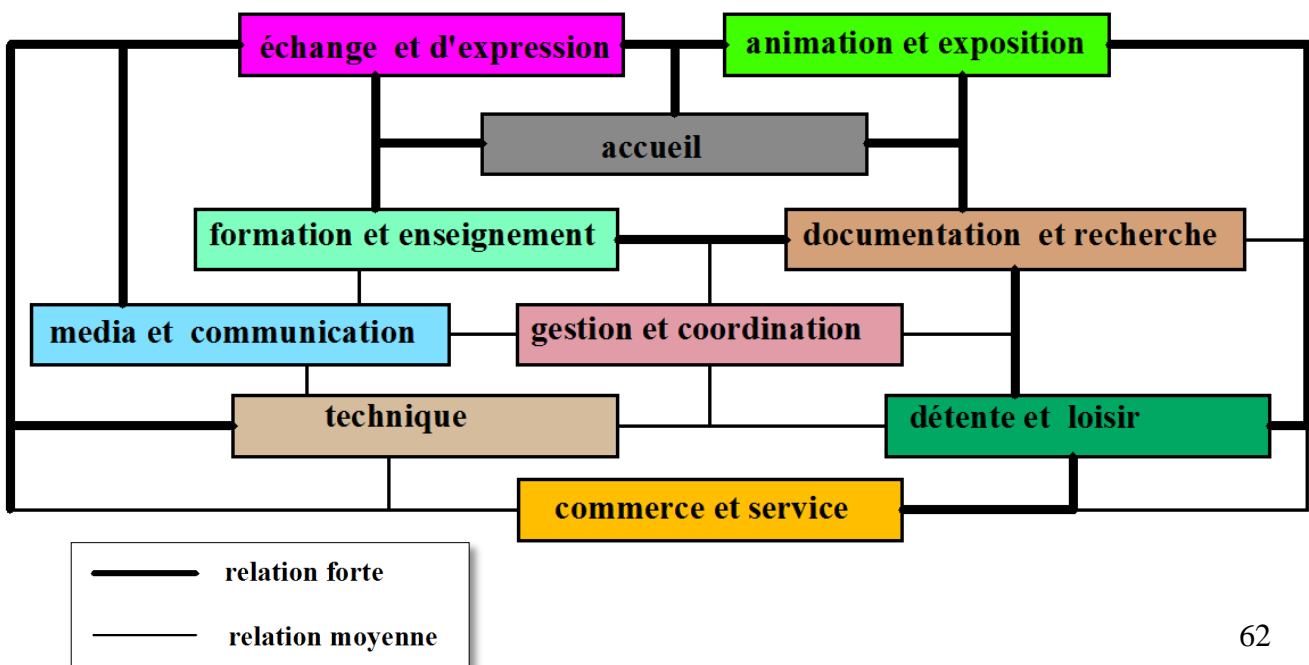 échange et d'expression
animation et exposition
accueil
formation et enseignement
documentation et recherche
media et communication
gestion et coordination
technique
détente et loisir
commerce et service
relation forte
relation moyenne
62